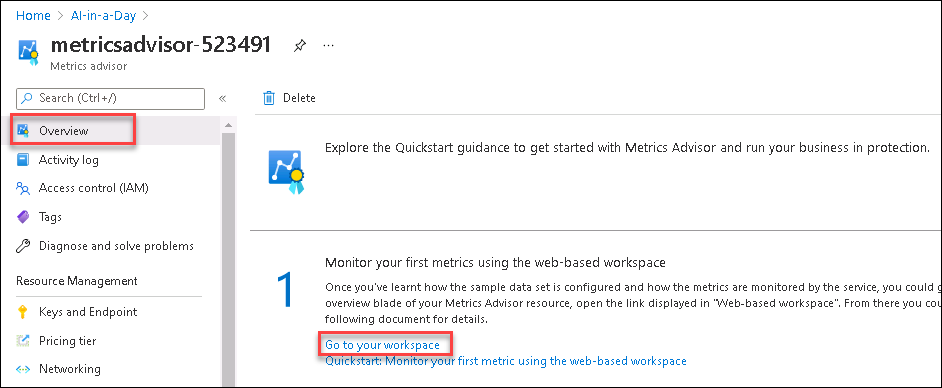 Home > AI-in-a-Day >
metricsadvisor-523491 ...
Metrics advisor
Search (Ctrl+/) «
Delete
Overview
Explore the Quickstart guidance to get started with Metrics Advisor and run your business in protection.
Activity log
Access control (IAM)
Tags
Diagnose and solve problems
Resource Management
Keys and Endpoint
Pricing tier
Networking
1
Monitor your first metrics using the web-based workspace
Once you've learnt how the sample data set is configured and how the metrics are monitored by the service, you could g
overview blade of your Metrics Advisor resource, open the link displayed in "Web-based workspace". From there you cou
following document for details.
Go to your workspace
Quickstart: Monitor your first metric using the web-based workspace